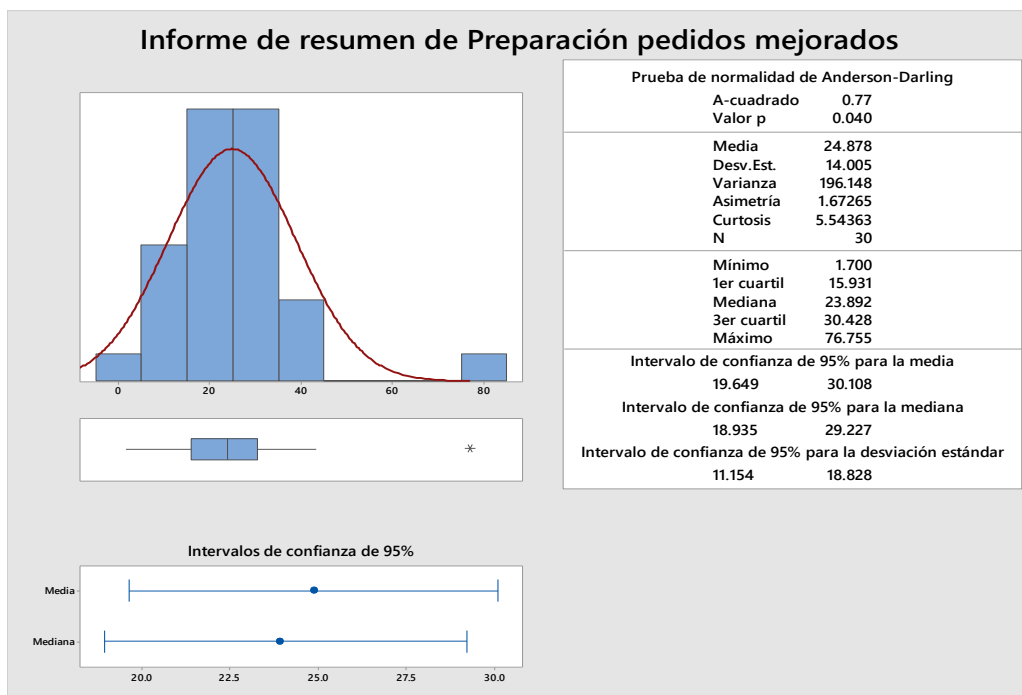 Informe de resumen de Preparación pedidos mejorados
0 20 40 60 80
Prueba de normalidad de Anderson-Darling
A-cuadrado 0.77
Valor p 0.040
Media 24.878
Desv.Est. 14.005
Varianza 196.148
Asimetría 1.67265
Curtosis 5.54363
N 30
Mínimo 1.700
1er cuartil 15.931
Mediana 23.892
3er cuartil 30.428
Máximo 76.755
Intervalo de confianza de 95% para la media
19.649 30.108
Intervalo de confianza de 95% para la mediana
18.935 29.227
Intervalo de confianza de 95% para la desviación estándar
11.154 18.828
Intervalos de confianza de 95%
Media
Mediana
20.0 22.5 25.0 27.5 30.0